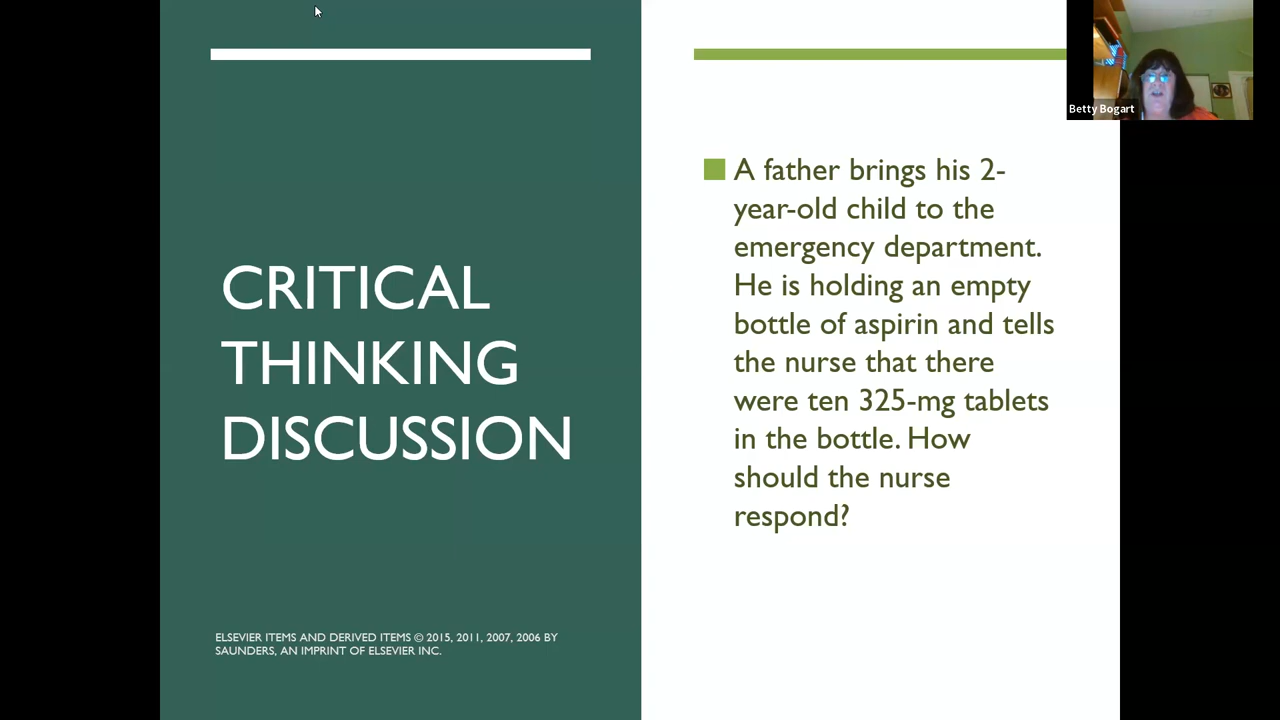 CRITICAL
THINKING
DISCUSSION
ELSEVIER ITEMS AND DERIVED ITEMS © 2015, 2011, 2007, 2006 BY
SAUNDERS, AN IMPRINT OF ELSEVIER INC.
A father brings his 2-
year-old child to the
emergency department.
He is holding an empty
bottle of aspirin and tells
the nurse that there
were ten 325-mg tablets
in the bottle. How
should the nurse
respond?
Betty Bogart